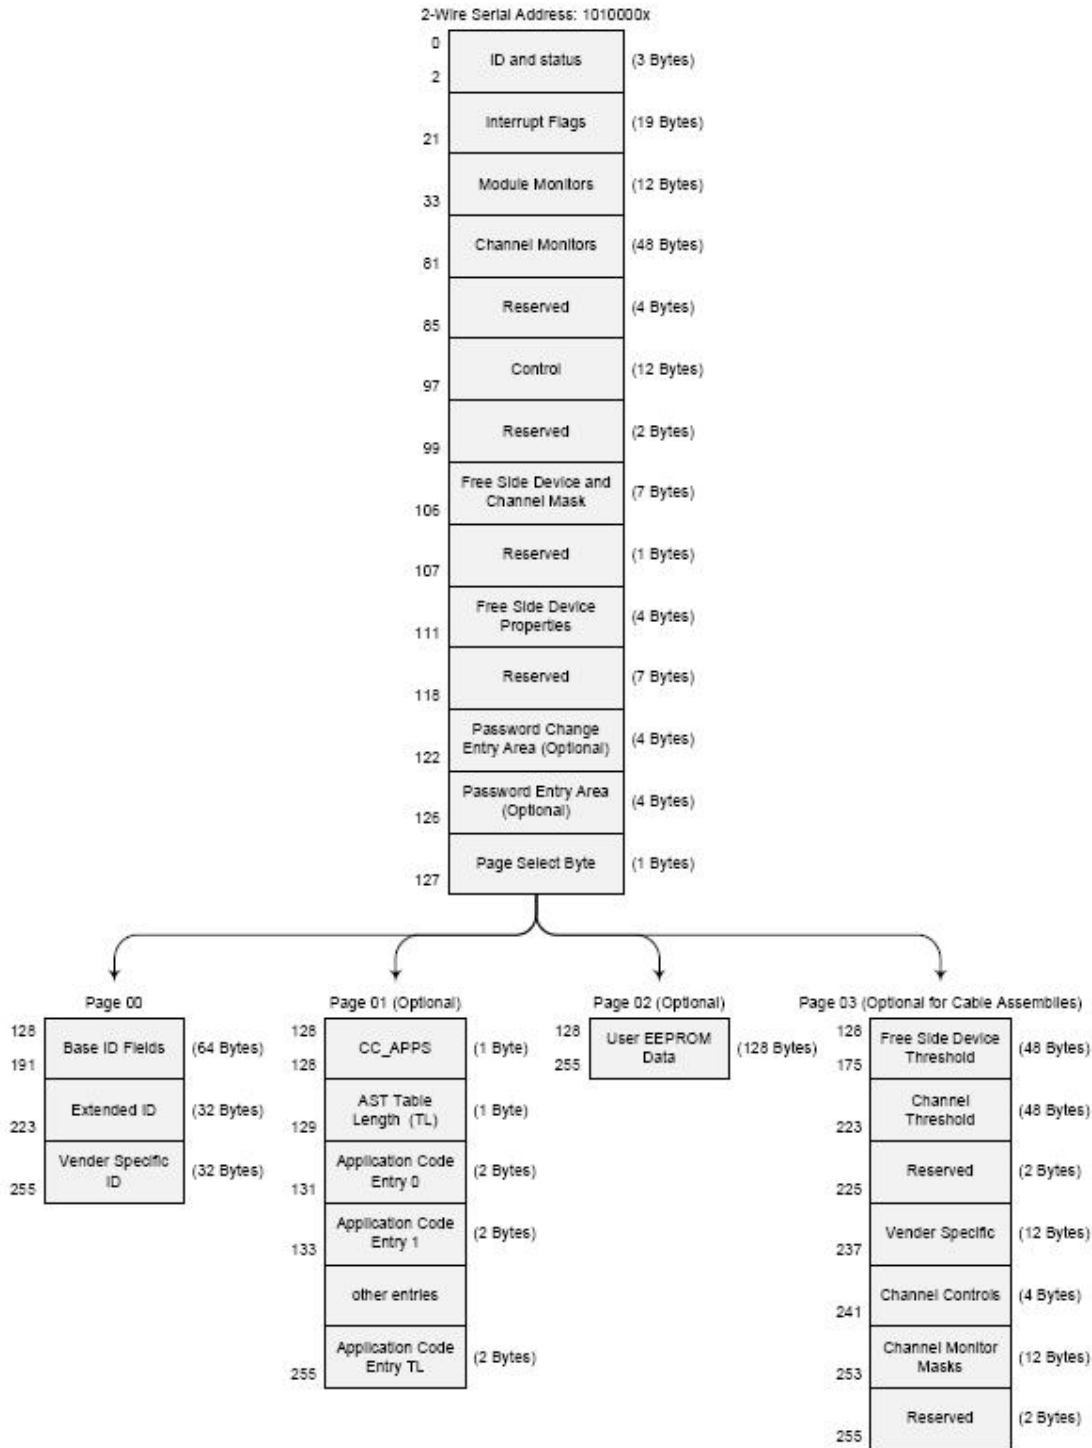 2-Wire Serial Address: 1010000x
0
ID and status
(3 Bytes)
2
Interrupt Flags
(19 Bytes)
21
Module Monitors
(12 Bytes)
33
Channel Monitors
(48 Bytes)
81
Reserved
(4 Bytes)
85
Control
(12 Bytes)
97
Reserved
(2 Bytes)
99
Free Side Device and
Channel Mask
(7 Bytes)
106
Reserved
(1 Bytes)
107
Free Side Device
Properties
(4 Bytes)
111
Reserved
(7 Bytes)
118
Password Change
Entry Area (Optional)
(4 Bytes)
122
Password Entry Area
(Optional)
(4 Bytes)
126
Page Select Byte
(1 Bytes)
127
Page 00
128
Base ID Fields
(64 Bytes)
191
Extended ID
(32 Bytes)
223
Vender Specific
ID
(32 Bytes)
255
Page 01 (Optional)
128
CC_APPS
(1 Byte)
128
AST Table
Length (TL)
(1 Byte)
129
Application Code
Entry 0
(2 Bytes)
131
Application Code
Entry 1
(2 Bytes)
133
other entries
Application Code
Entry TL
(2 Bytes)
255
Page 02 (Optional)
128
User EEPROM
Data
(128 Bytes)
255
Page 03 (Optional for Cable Assemblies)
128
Free Side Device
Threshold
(48 Bytes)
175
Channel
Threshold
(48 Bytes)
223
Reserved
(2 Bytes)
225
Vender Specific
(12 Bytes)
237
Channel Controls
(4 Bytes)
241
Channel Monitor
Masks
(12 Bytes)
253
Reserved
(2 Bytes)
255